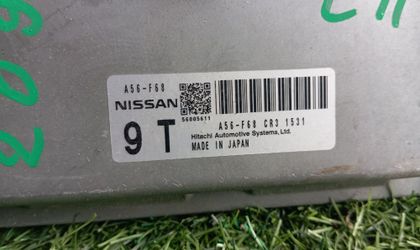 A56-F68
NISSAN
56005611
9 T
A56-F68 CR3 1531
Hitachi Automotive Systems, Ltd.
MADE IN JAPAN